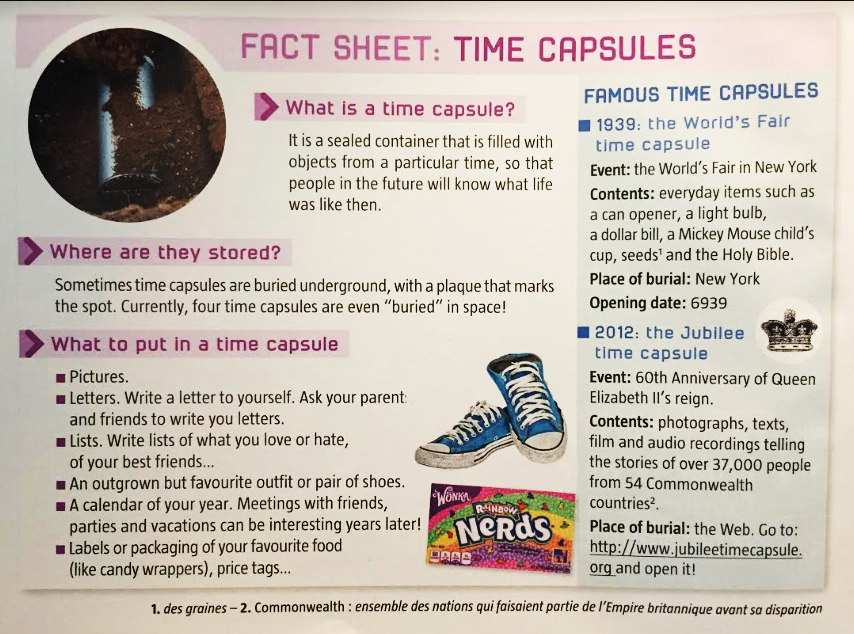 FACT SHEET: TIME CAPSULES
What is a time capsule?
It is a sealed container that is filled with
objects from a particular time, so that
people in the future will know what life
was like then.
Where are they stored?
Sometimes time capsules are buried underground, with a plaque that marks
the spot. Currently, four time capsules are even "buried" in space!
What to put in a time capsule
■ Pictures.
■ Letters. Write a letter to yourself. Ask your parent
and friends to write you letters.
■ Lists. Write lists of what you love or hate,
of your best friends...
■ An outgrown but favourite outfit or pair of shoes.
■ A calendar of your year. Meetings with friends,
parties and vacations can be interesting years later!
■ Labels or packaging of your favourite food
(like candy wrappers), price tags...
WONKA
RAINBOW
NeRdS
FAMOUS TIME CAPSULES
■ 1939: the World's Fair
time capsule
Event: the World's Fair in New York
Contents: everyday items such as
a can opener, a light bulb,
a dollar bill, a Mickey Mouse child's
cup, seeds¹ and the Holy Bible.
Place of burial: New York
Opening date: 6939
■ 2012: the Jubilee
time capsule
Event: 60th Anniversary of Queen
Elizabeth II's reign.
Contents: photographs, texts,
film and audio recordings telling
the stories of over 37,000 people
from 54 Commonwealth
countries².
Place of burial: the Web. Go to:
http://www.jubileetimecapsule.
org and open it!
1. des graines – 2. Commonwealth : ensemble des nations qui faisaient partie de l'Empire britannique avant sa disparition